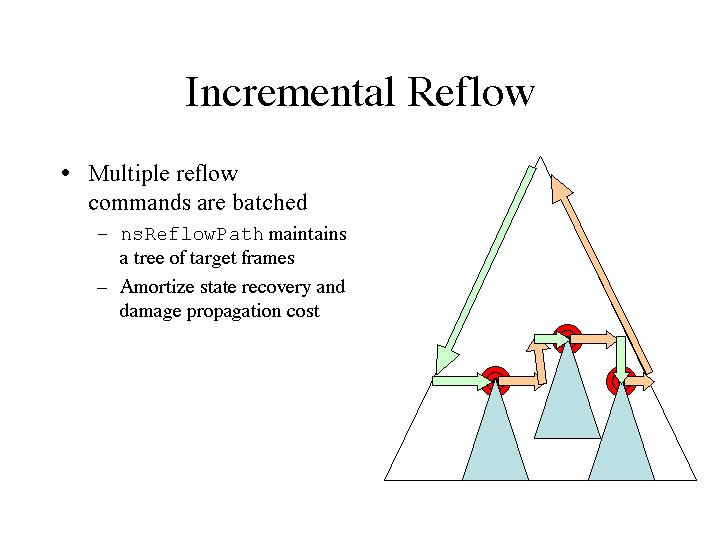 Incremental Reflow
• Multiple reflow
commands are batched
– nsReflowPath maintains
a tree of target frames
– Amortize state recovery and
damage propagation cost